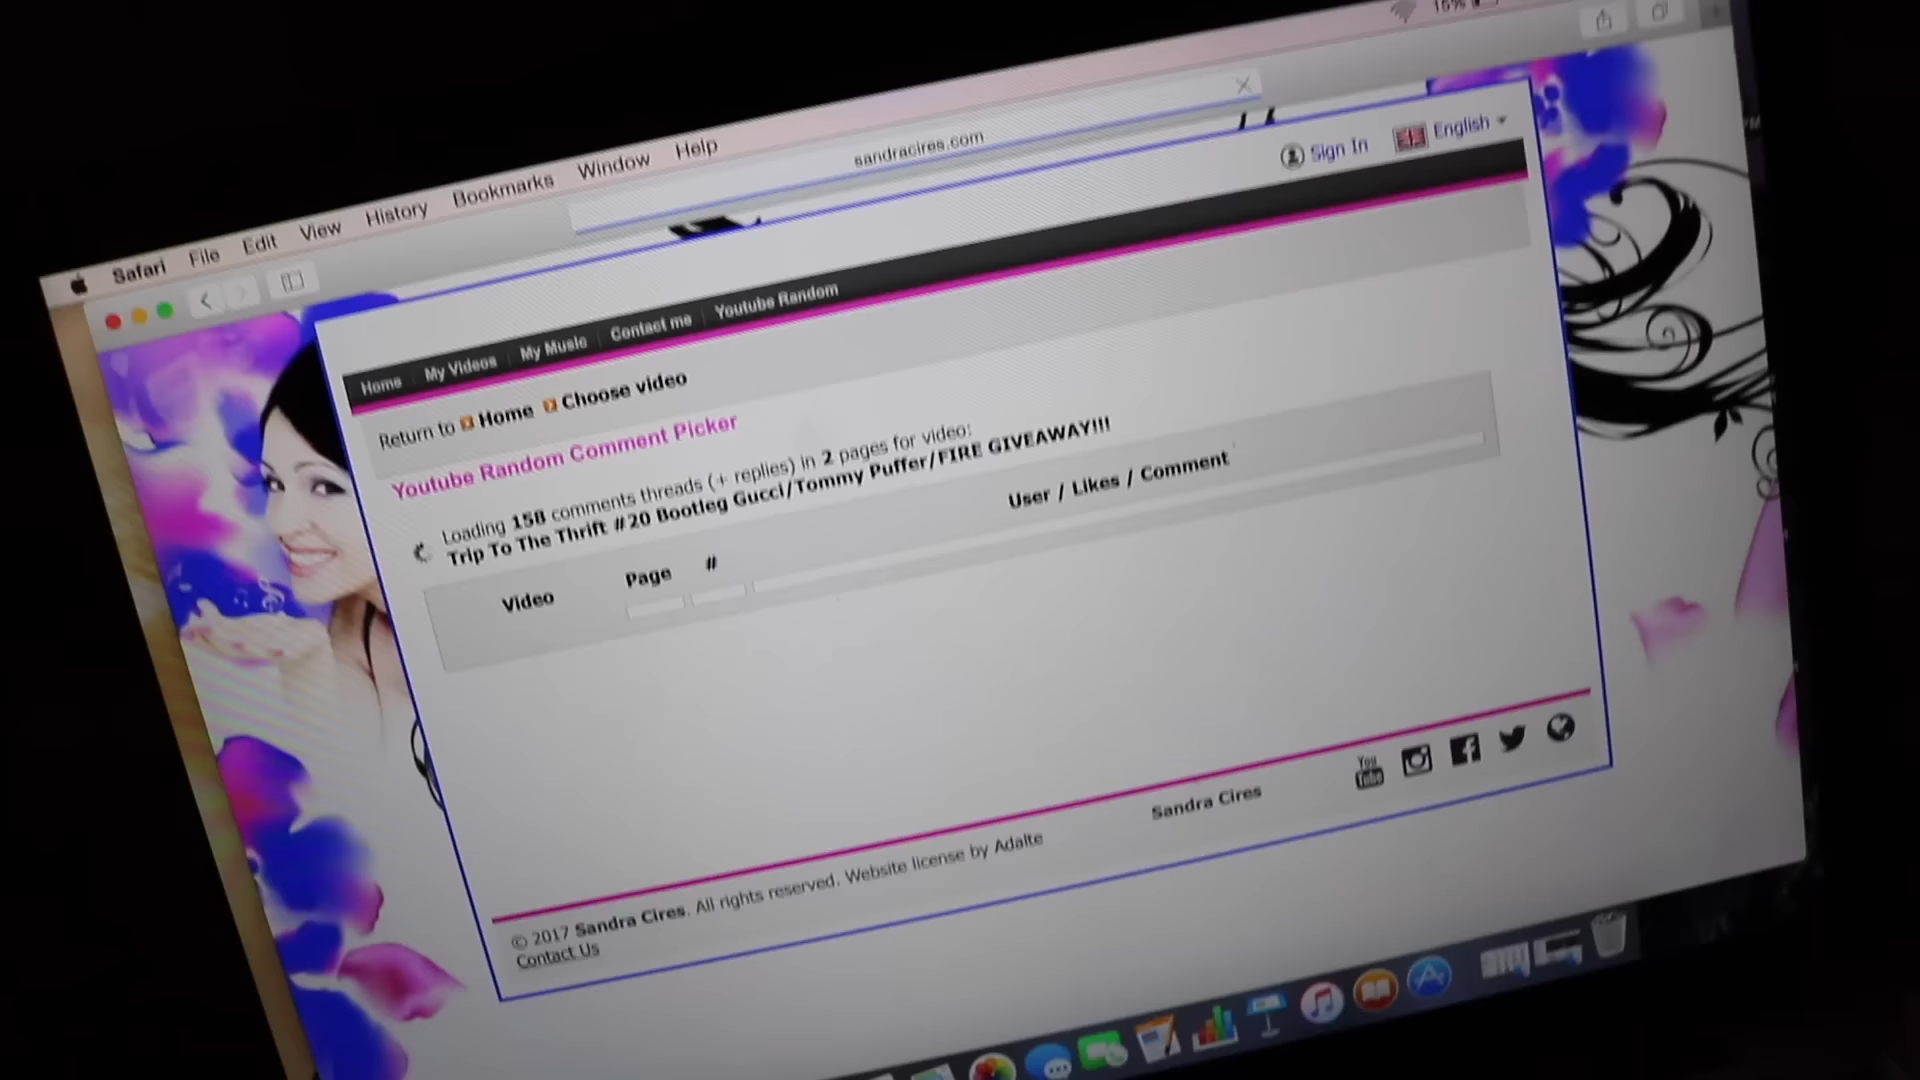 15%
Safari File Edit View History Bookmarks Window Help
sandracires.com
Sign In English
Home My Videos My Music Contact me Youtube Random
Return to Home Choose video
Youtube Random Comment Picker
Loading 158 comments threads (+ replies) in 2 pages for video:
Trip To The Thrift #20 Bootleg Gucci/Tommy Puffer/FIRE GIVEAWAY!!!
Video Page # User / Likes / Comment
You
Tube
© 2017 Sandra Cires. All rights reserved. Website license by Adalte
Sandra Cires
Contact Us